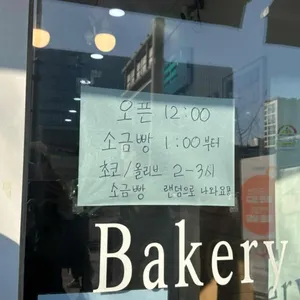 오픈 12:00
소금빵 1:00부터
초코/올리브 2-3시
소금빵 랜덤으로 나와요
Bakery